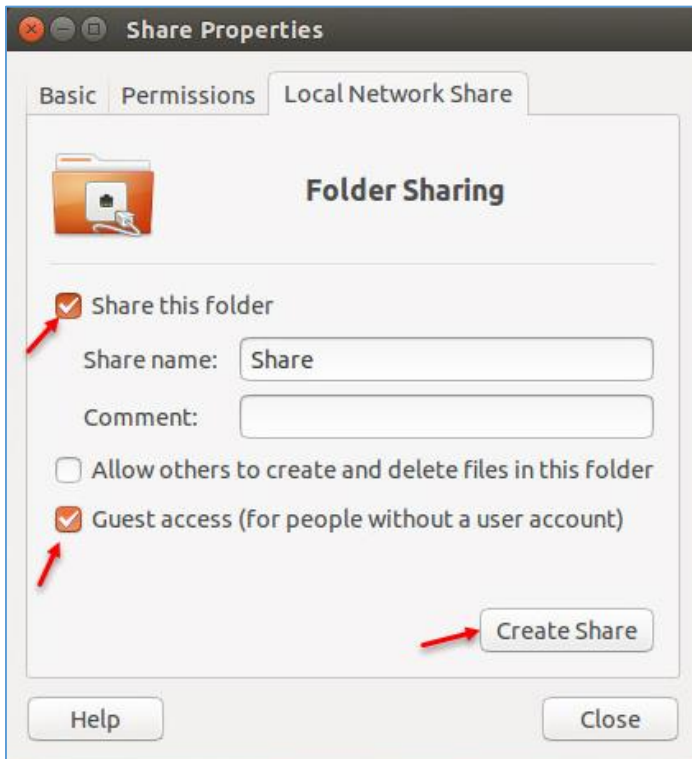 Share Properties
Basic Permissions Local Network Share
Folder Sharing
Share this folder
Share name: Share
Comment:
Allow others to create and delete files in this folder
Guest access (for people without a user account)
Create Share
Help Close